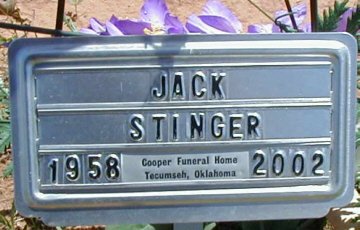 JACK
STINGER
1958 Cooper Funeral Home 2002
Tecumseh, Oklahoma